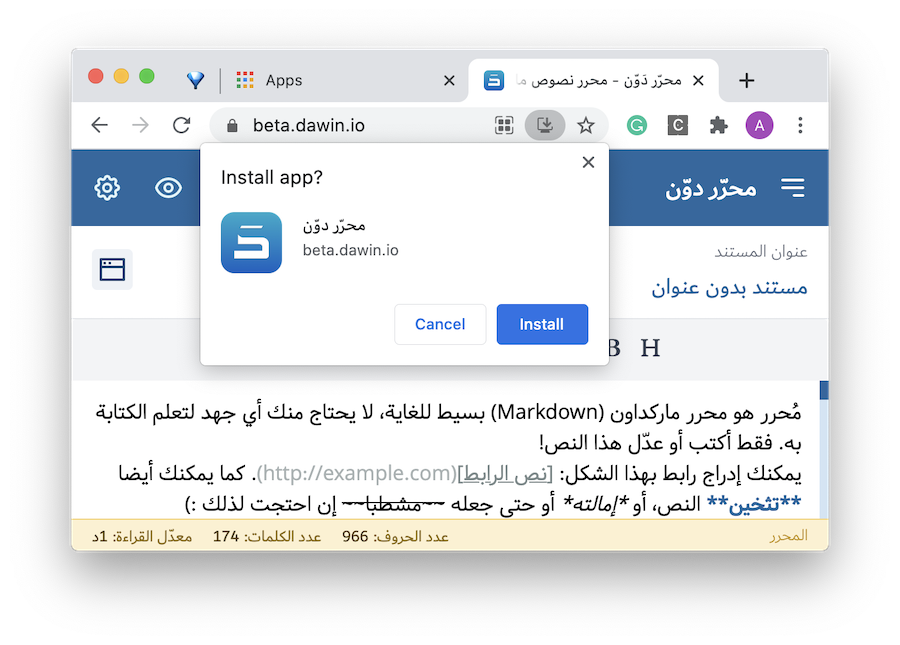 Apps
محرّر دَوّن - محرر نصوص
beta.dawin.io
G
C
A
محرّر دوّن
Install app?
محرّر دوّن
beta.dawin.io
Cancel
Install
عنوان المستند
مستند بدون عنوان
H B
مُحرر هو محرر ماركداون (Markdown) بسيط للغاية، لا يحتاج منك أي جهد لتعلم الكتابة
به. فقط أكتب أو عدّل هذا النص!
يمكنك إدراج رابط بهذا الشكل: [نص الرابط](http://example.com). كما يمكنك أيضا
**تثخين** النص، أو *إمالته* أو حتى جعله ~~مشطبا~~ إن احتجت لذلك :)
المحرر
عدد الحروف: 966 عدد الكلمات: 174 معدّل القراءة: 1د